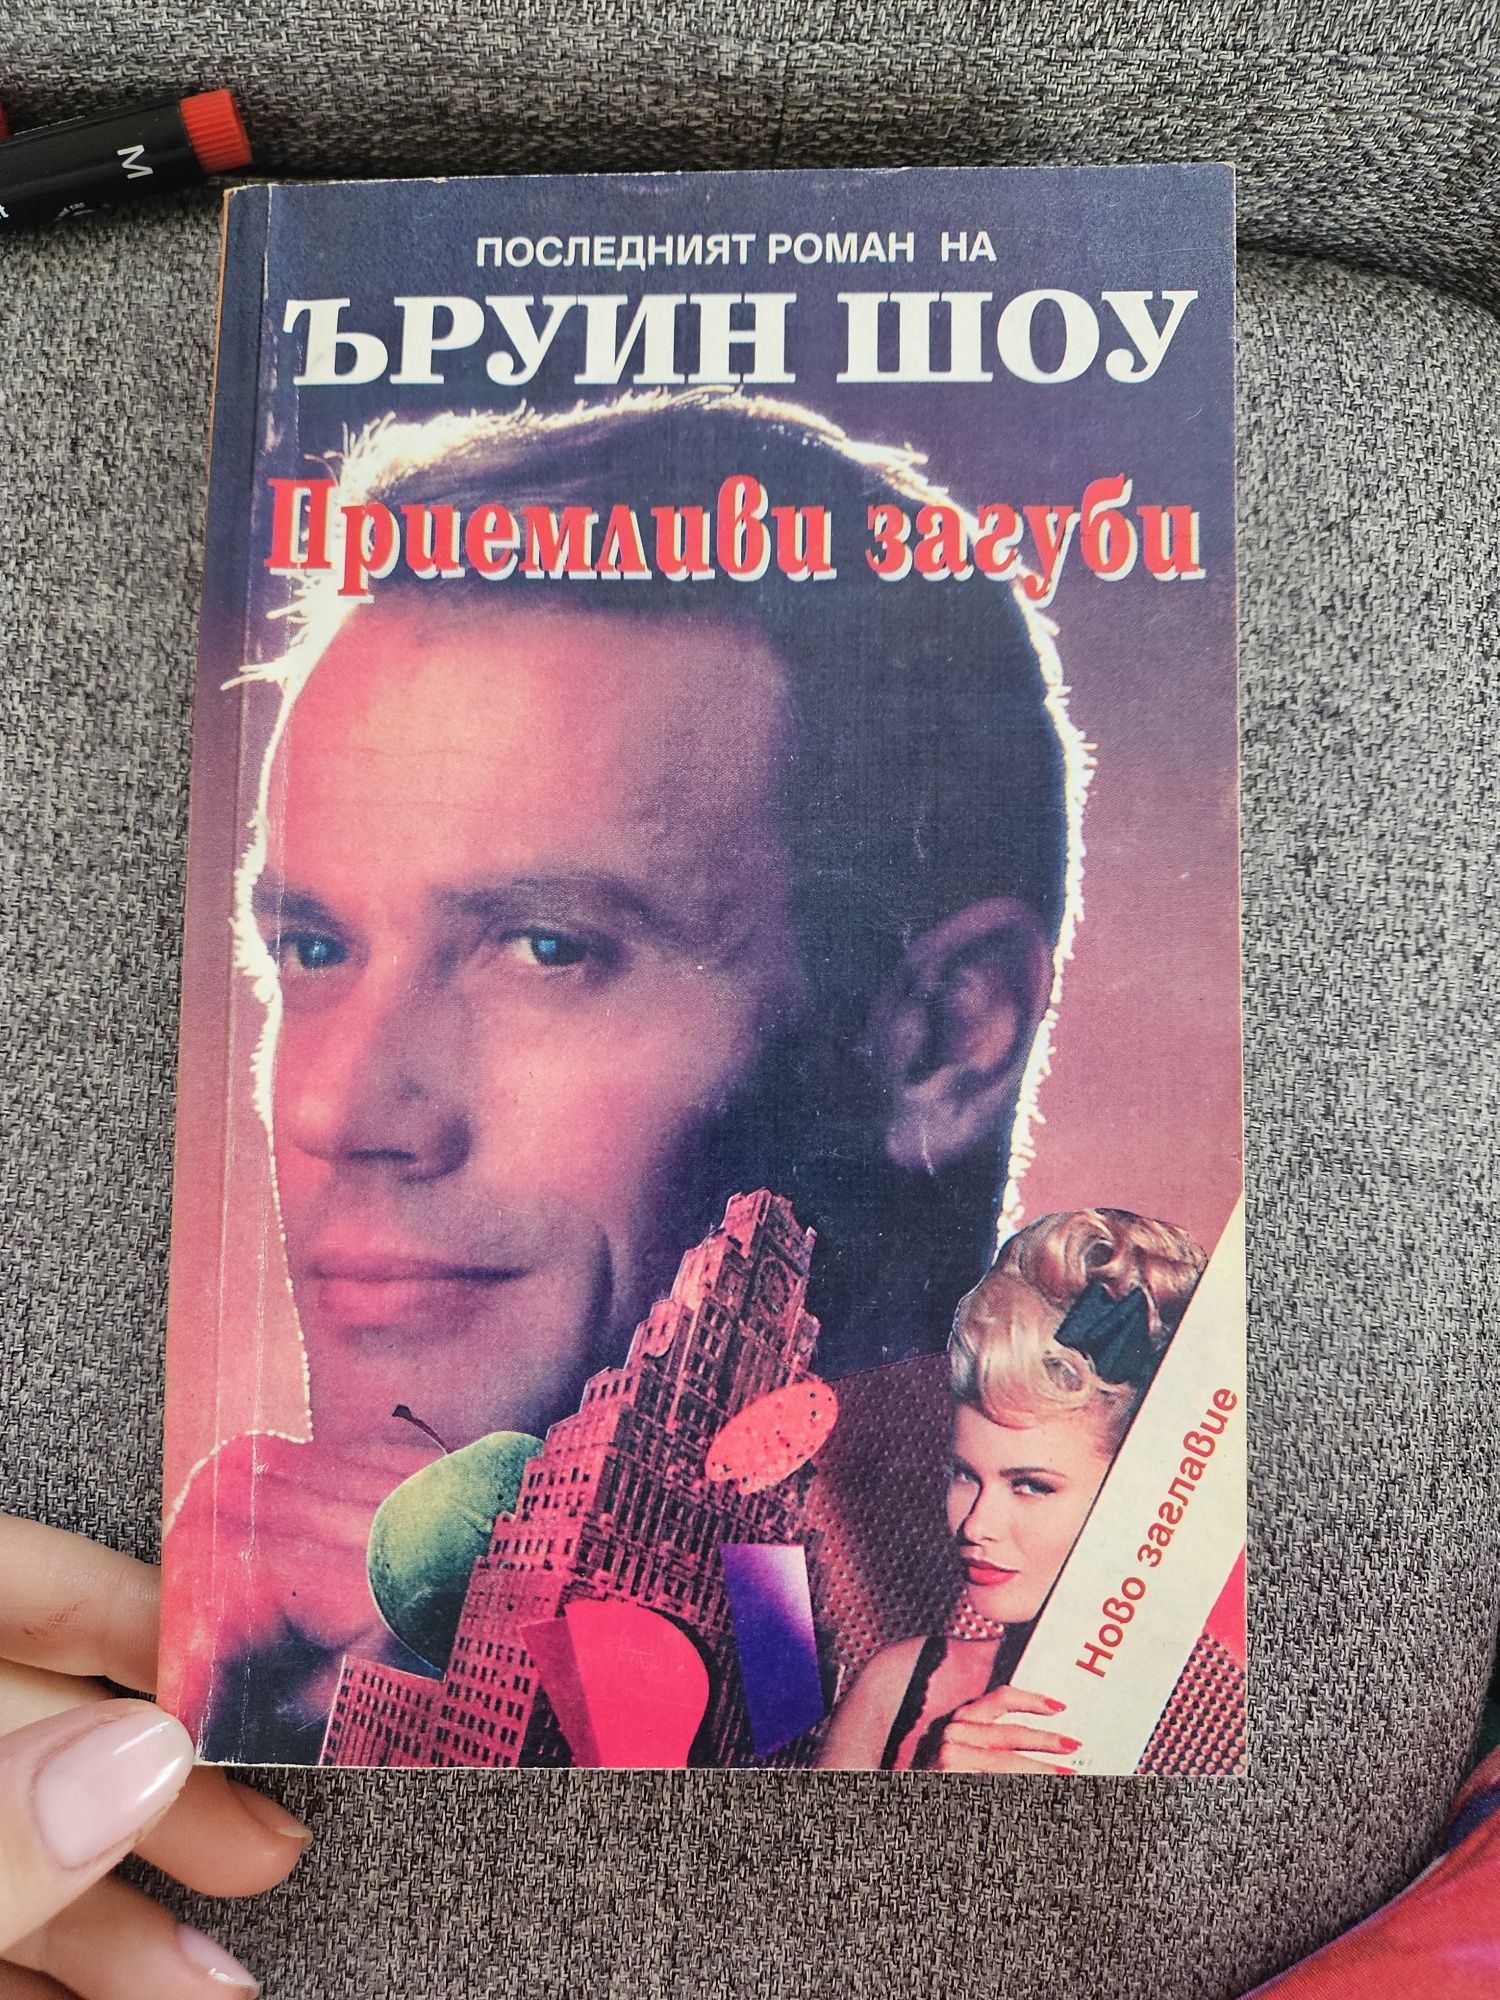 M
ПОСЛЕДНИЯТ РОМАН НА
ЪРУИН ШОУ
Приемливи загуби
Ново заглавие